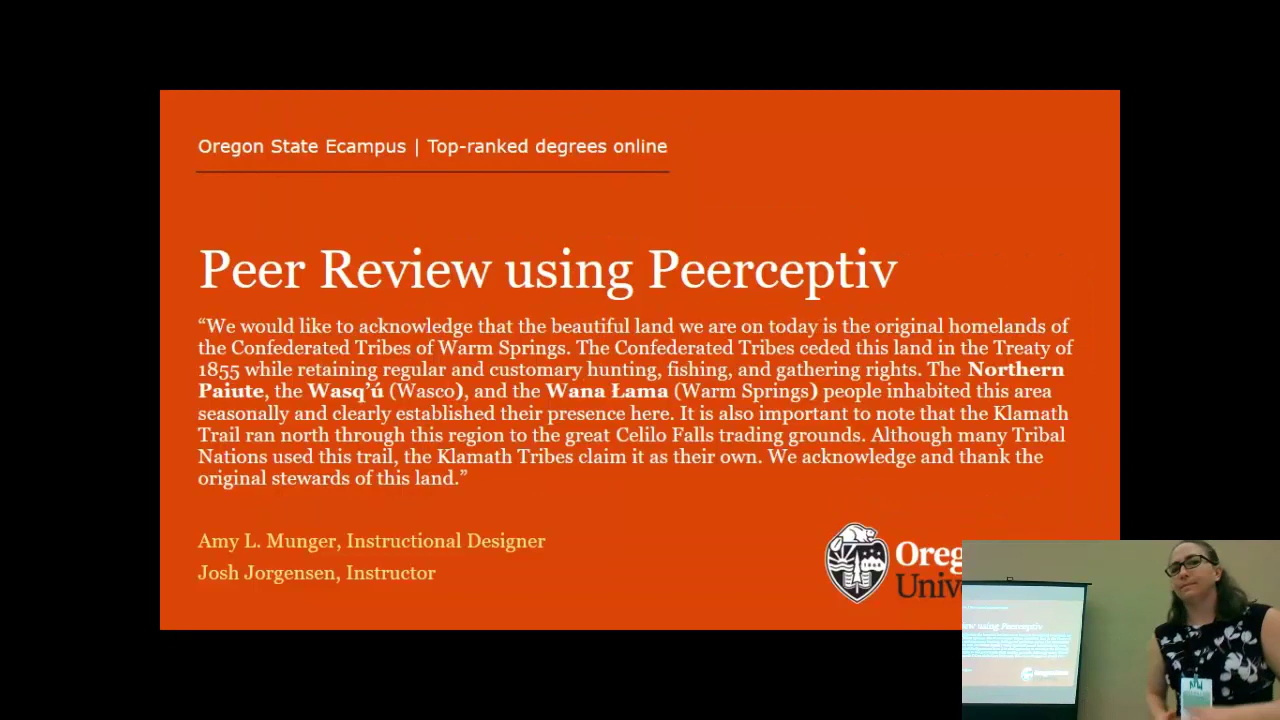 Oregon State Ecampus | Top-ranked degrees online
Peer Review using Peerceptiv
“We would like to acknowledge that the beautiful land we are on today is the original homelands of
the Confederated Tribes of Warm Springs. The Confederated Tribes ceded this land in the Treaty of
1855 while retaining regular and customary hunting, fishing, and gathering rights. The Northern
Paiute, the Wasq’ú (Wasco), and the Wana Łama (Warm Springs) people inhabited this area
seasonally and clearly established their presence here. It is also important to note that the Klamath
Trail ran north through this region to the great Celilo Falls trading grounds. Although many Tribal
Nations used this trail, the Klamath Tribes claim it as their own. We acknowledge and thank the
original stewards of this land.”
Amy L. Munger, Instructional Designer
Josh Jorgensen, Instructor
Oreg
Univ
ew using Peerceptiv